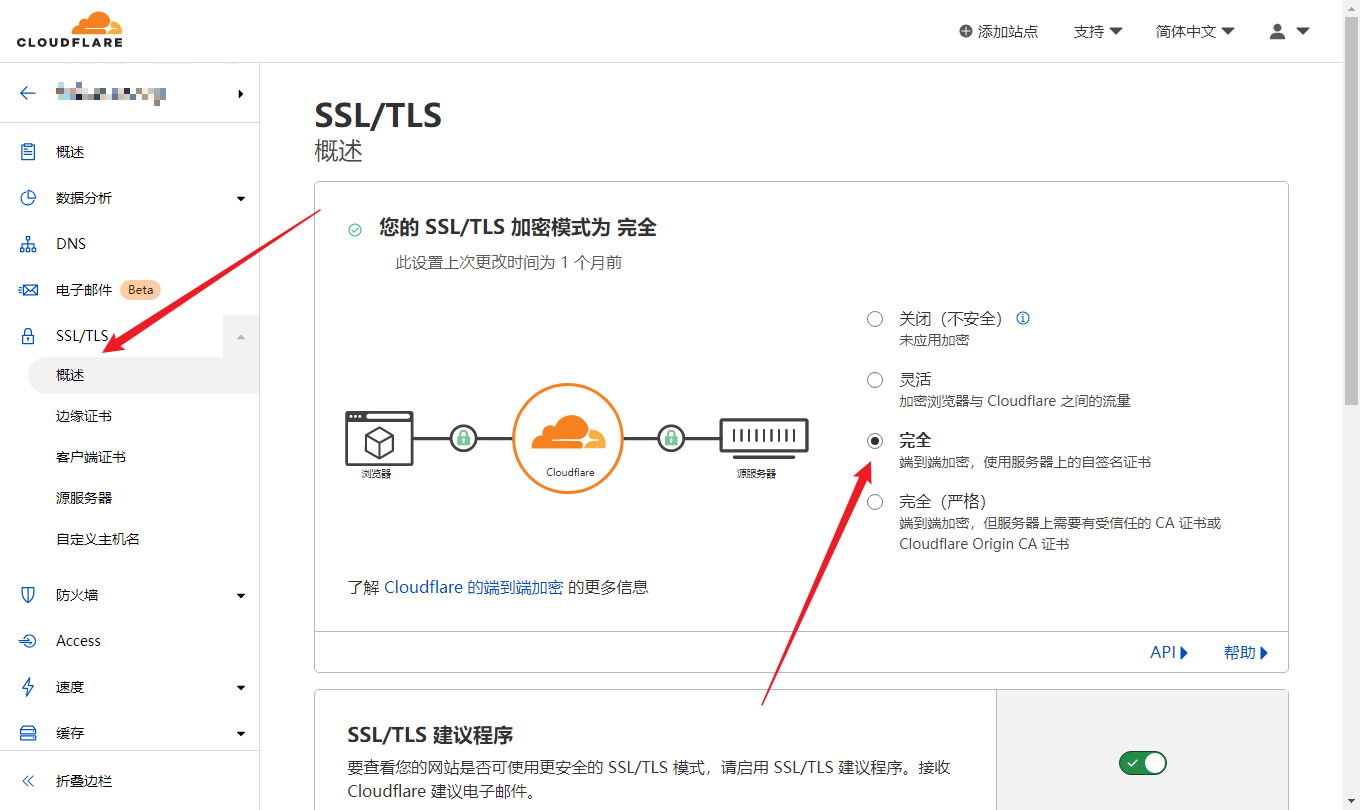 CLOUDFLARE
添加站点
支持
简体中文
概述
数据分析
DNS
电子邮件 Beta
SSL/TLS
概述
边缘证书
客户端证书
源服务器
自定义主机名
防火墙
Access
速度
缓存
折叠边栏
SSL/TLS
概述
您的 SSL/TLS 加密模式为 完全
此设置上次更改时间为 1 个月前
浏览器
Cloudflare
源服务器
关闭（不安全）
未应用加密
灵活
加密浏览器与 Cloudflare 之间的流量
完全
端到端加密，使用服务器上的自签名证书
完全（严格）
端到端加密，但服务器上需要有受信任的 CA 证书或
Cloudflare Origin CA 证书
了解 Cloudflare 的端到端加密 的更多信息
API
帮助
SSL/TLS 建议程序
要查看您的网站是否可使用更安全的 SSL/TLS 模式，请启用 SSL/TLS 建议程序。接收
Cloudflare 建议电子邮件。